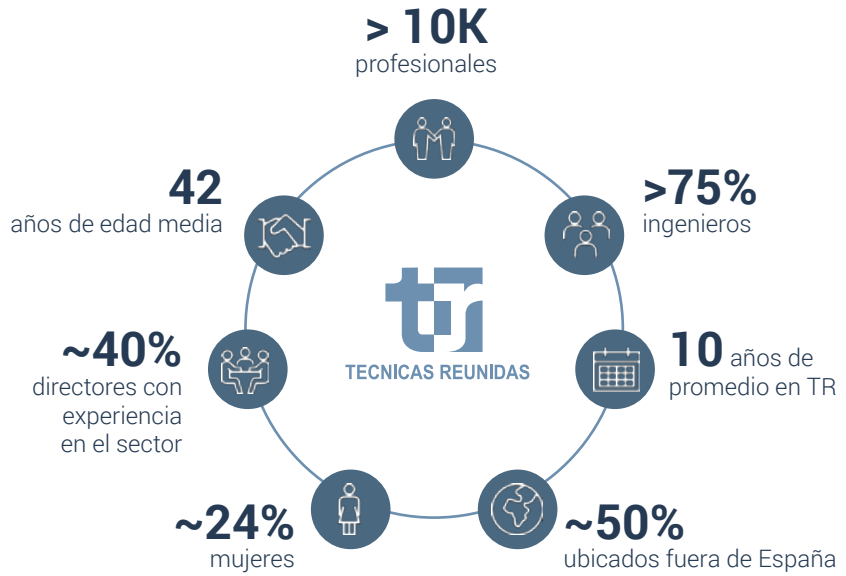 > 10K
profesionales
>75%
ingenieros
10 años de
promedio en TR
~50%
ubicados fuera de España
~24%
mujeres
~40%
directores con
experiencia
en el sector
42
años de edad media
tr
TECNICAS REUNIDAS